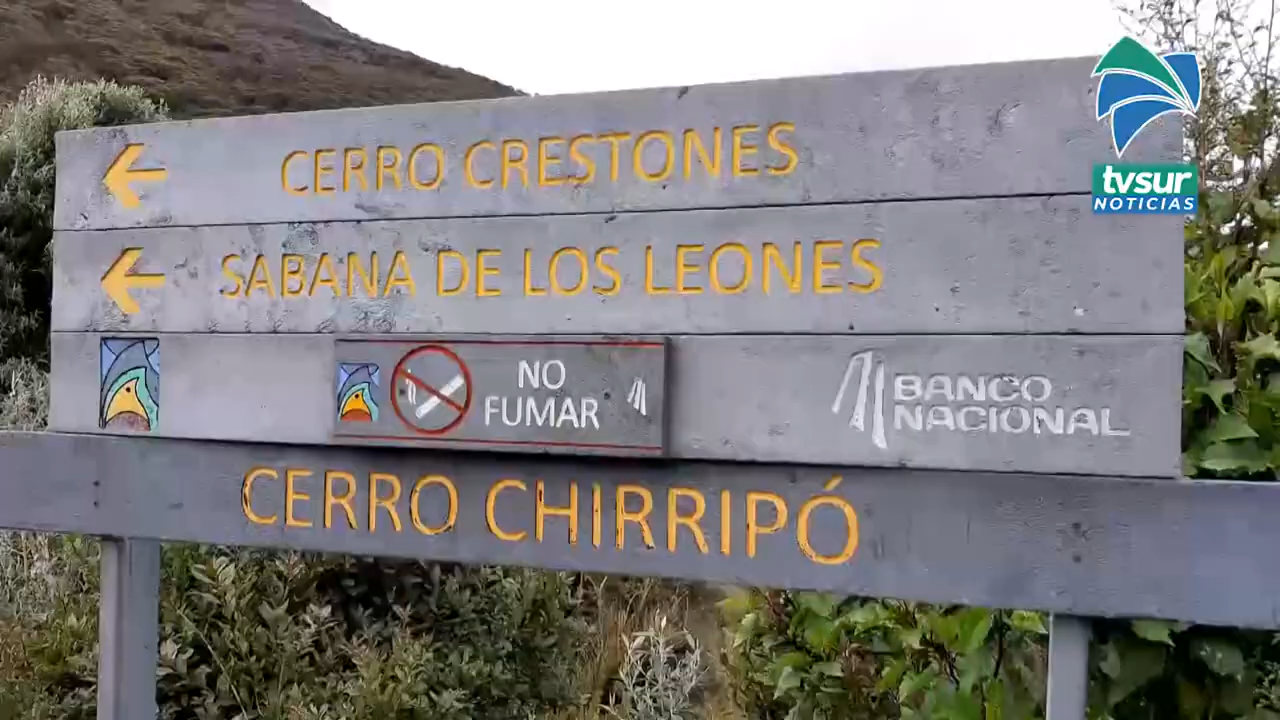 CERRO CRESTONES
SABANA DE LOS LEONES
NO
FUMAR
BANCO
NACIONAL
CERRO CHIRRIPÓ
tvsur
NOTICIAS